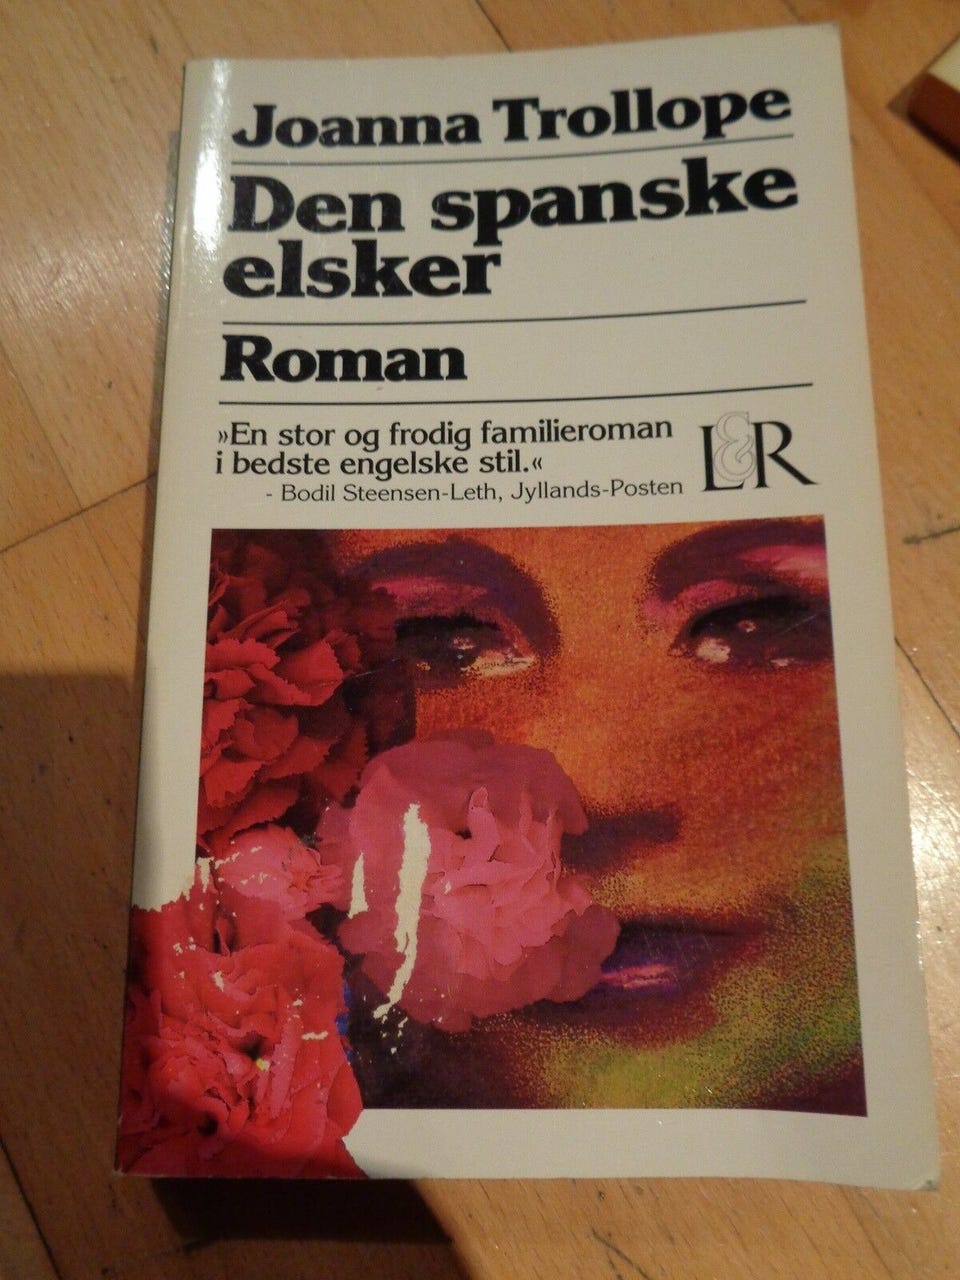 Joanna Trollope
Den spanske
elsker
Roman
»En stor og frodig familieroman
i bedste engelske stil.«
- Bodil Steensen-Leth, Jyllands-Posten
L&R